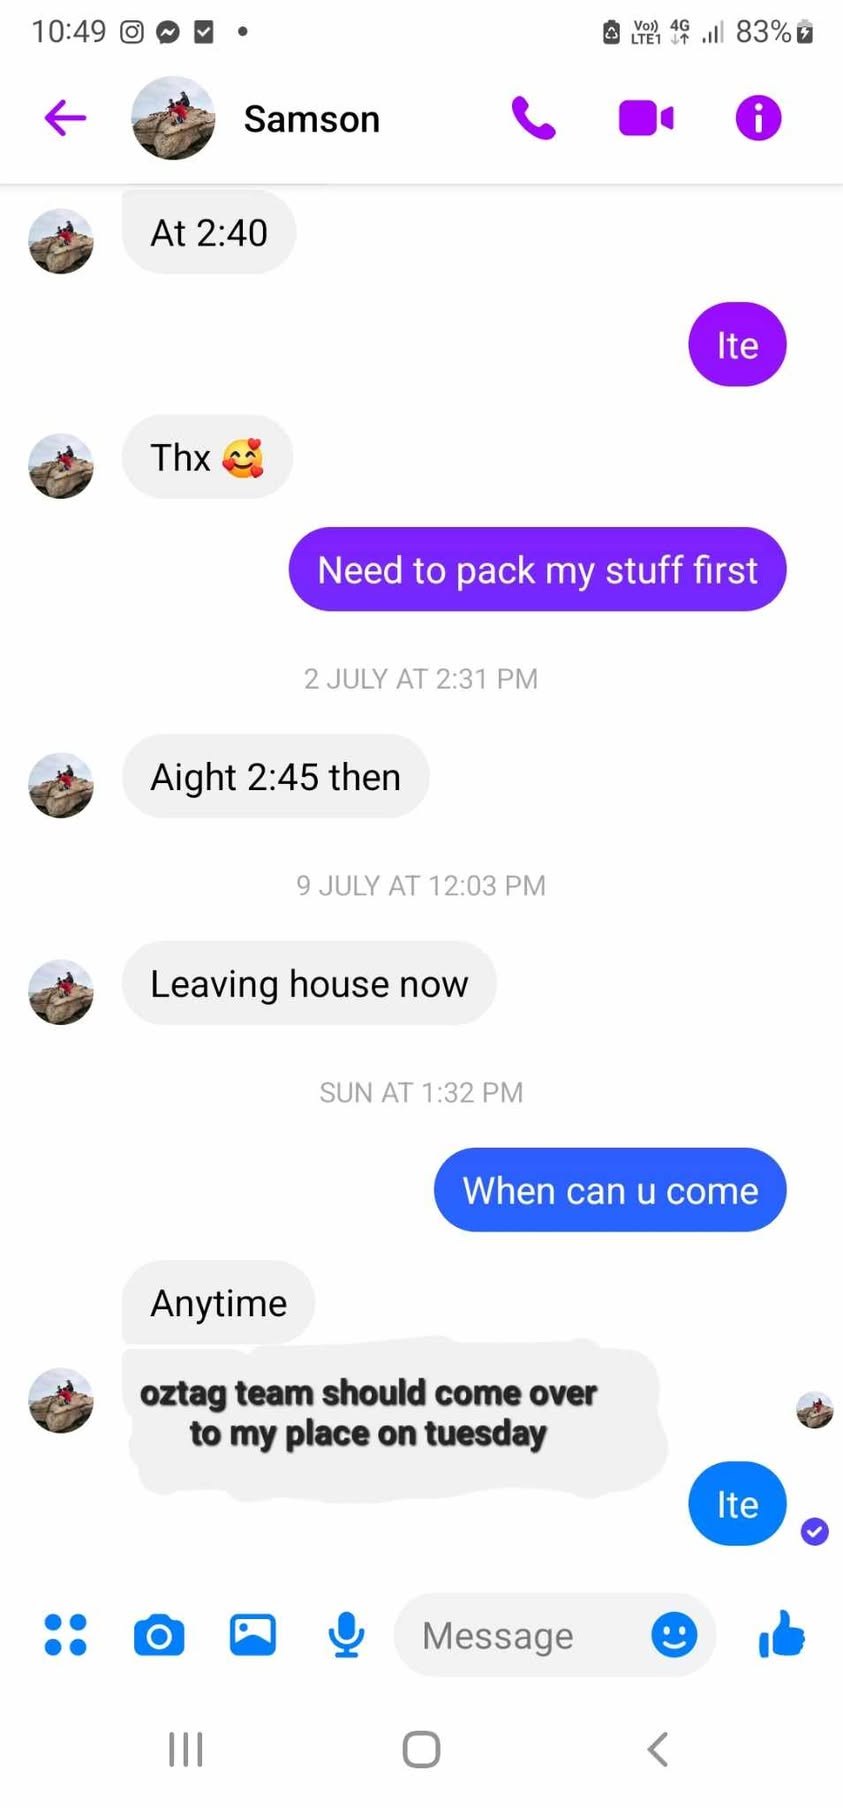 10:49
Vo)) LTE1 4G 83%
Samson
At 2:40
Ite
Thx 🥰
Need to pack my stuff first
2 JULY AT 2:31 PM
Aight 2:45 then
9 JULY AT 12:03 PM
Leaving house now
SUN AT 1:32 PM
When can u come
Anytime
oztag team should come over
to my place on tuesday
Ite
Message